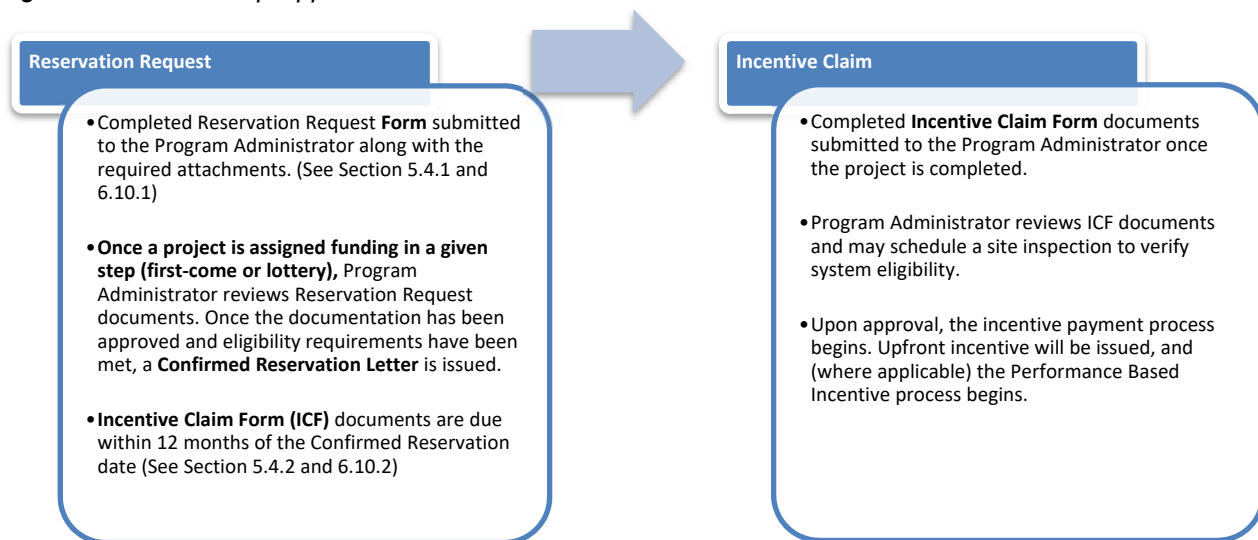 Reservation Request
•Completed Reservation Request Form submitted
to the Program Administrator along with the
required attachments. (See Section 5.4.1 and
6.10.1)
•Once a project is assigned funding in a given
step (first-come or lottery), Program
Administrator reviews Reservation Request
documents. Once the documentation has been
approved and eligibility requirements have been
met, a Confirmed Reservation Letter is issued.
•Incentive Claim Form (ICF) documents are due
within 12 months of the Confirmed Reservation
date (See Section 5.4.2 and 6.10.2)
Incentive Claim
•Completed Incentive Claim Form documents
submitted to the Program Administrator once
the project is completed.
•Program Administrator reviews ICF documents
and may schedule a site inspection to verify
system eligibility.
•Upon approval, the incentive payment process
begins. Upfront incentive will be issued, and
(where applicable) the Performance Based
Incentive process begins.